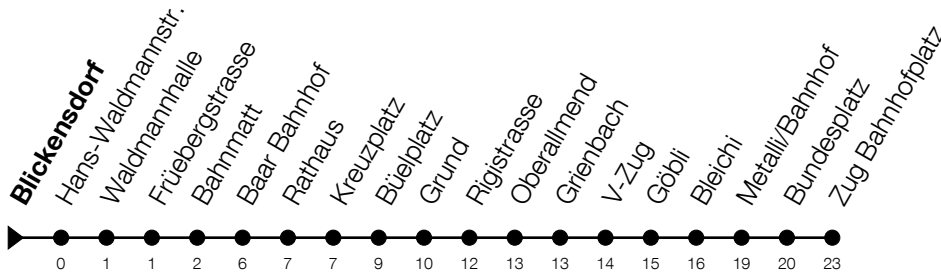 Blickensdorf
Hans-Waldmannstr.
Waldmannhalle
Früebergstrasse
Bahnmatt
Baar Bahnhof
Rathaus
Kreuzplatz
Büelplatz
Grund
Rigistrasse
Oberallmend
Grienbach
V-Zug
Göbli
Bleichi
Metalli/Bahnhof
Bundesplatz
Zug Bahnhofplatz
0 1 1 2 6 7 7 9 10 12 13 13 14 15 16 19 20 23